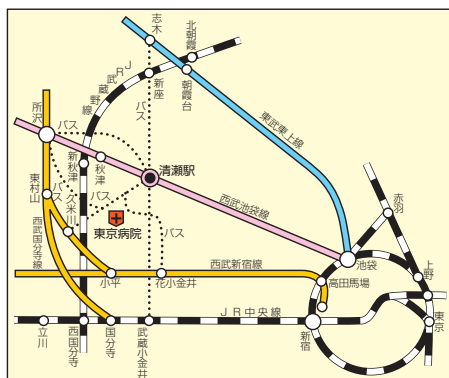 志木
北朝霞
JR武蔵野線
新座
朝霞台
バス
東武東上線
所沢
バス
新秋津
秋津
清瀬駅
東村山
バス
久米川
東京病院
西武池袋線
赤羽
西武国分寺線
バス
西武新宿線
池袋
上野
小平
花小金井
高田馬場
JR中央線
立川
西国分寺
国分寺
武蔵小金井
新宿
東京